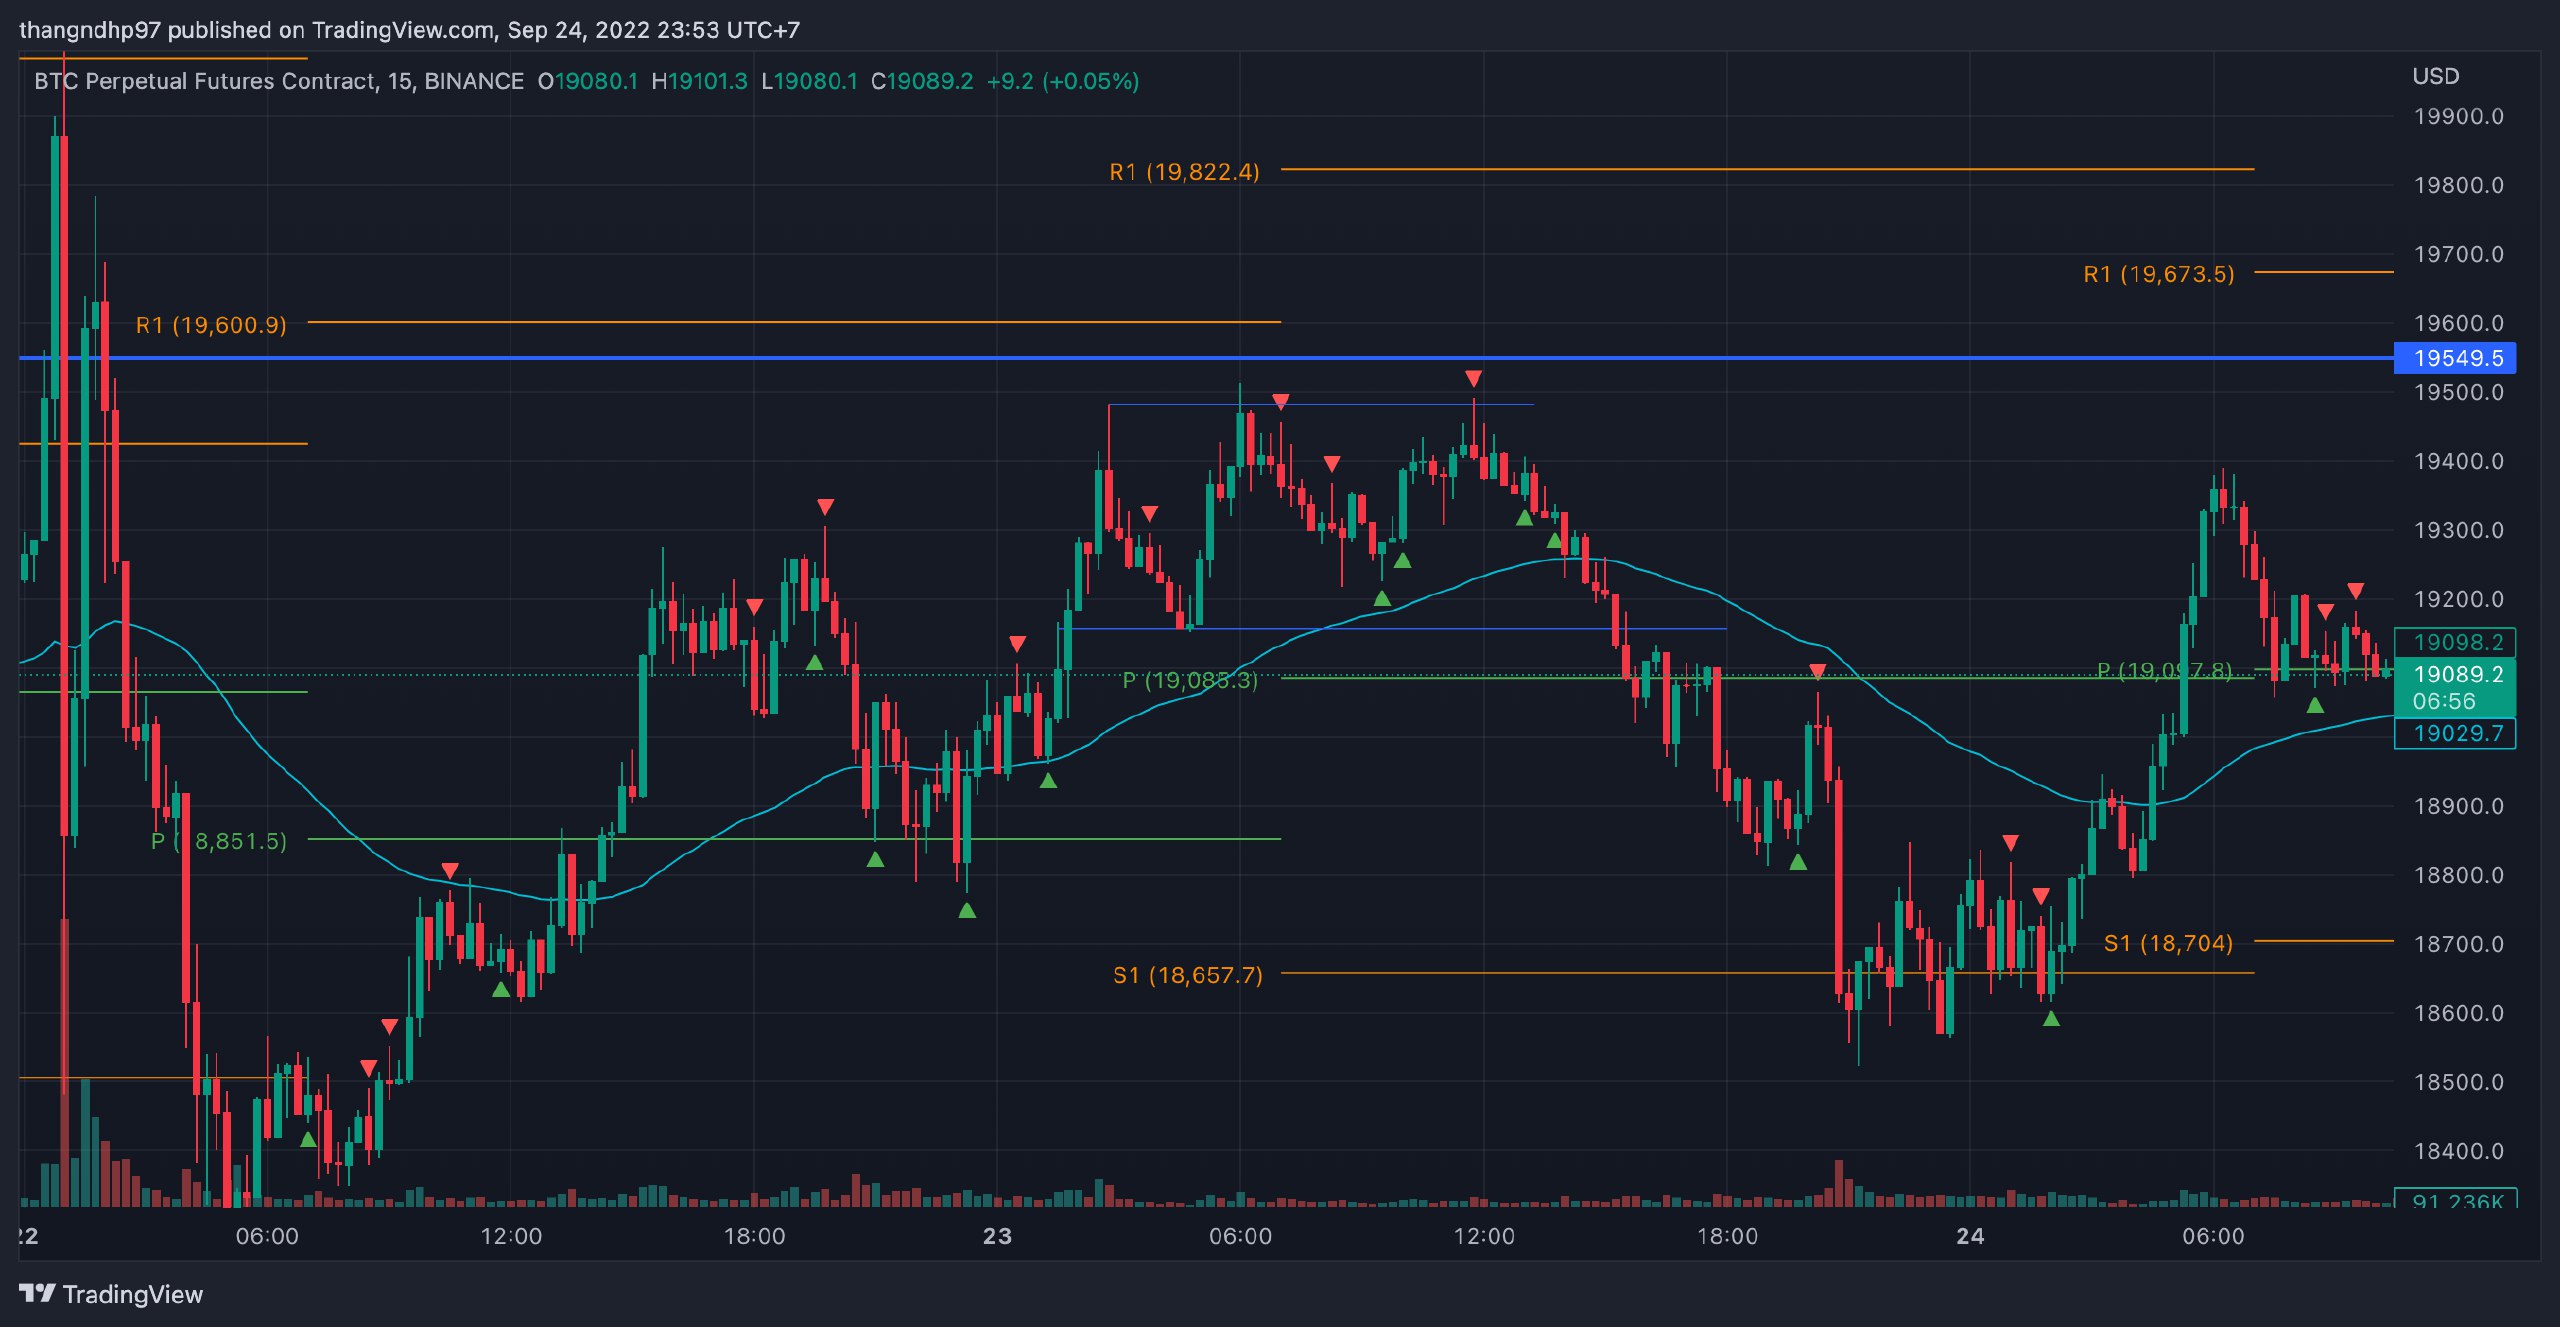 thangndhp97 published on TradingView.com, Sep 24, 2022 23:53 UTC+7
BTC Perpetual Futures Contract, 15, BINANCE O19080.1 H19101.3 L19080.1 C19089.2 +9.2 (+0.05%)
USD
19900.0
R1 (19,822.4)
19800.0
19700.0
R1 (19,673.5)
R1 (19,600.9)
19600.0
19549.5
19500.0
19400.0
19300.0
19200.0
19098.2
P (19,085.3)
P (19,097.8)
19089.2
06:56
19029.7
18900.0
P ( 8,851.5)
18800.0
S1 (18,704)
18700.0
S1 (18,657.7)
18600.0
18500.0
18400.0
91.236K
22 06:00 12:00 18:00 23 06:00 12:00 18:00 24 06:00
TradingView